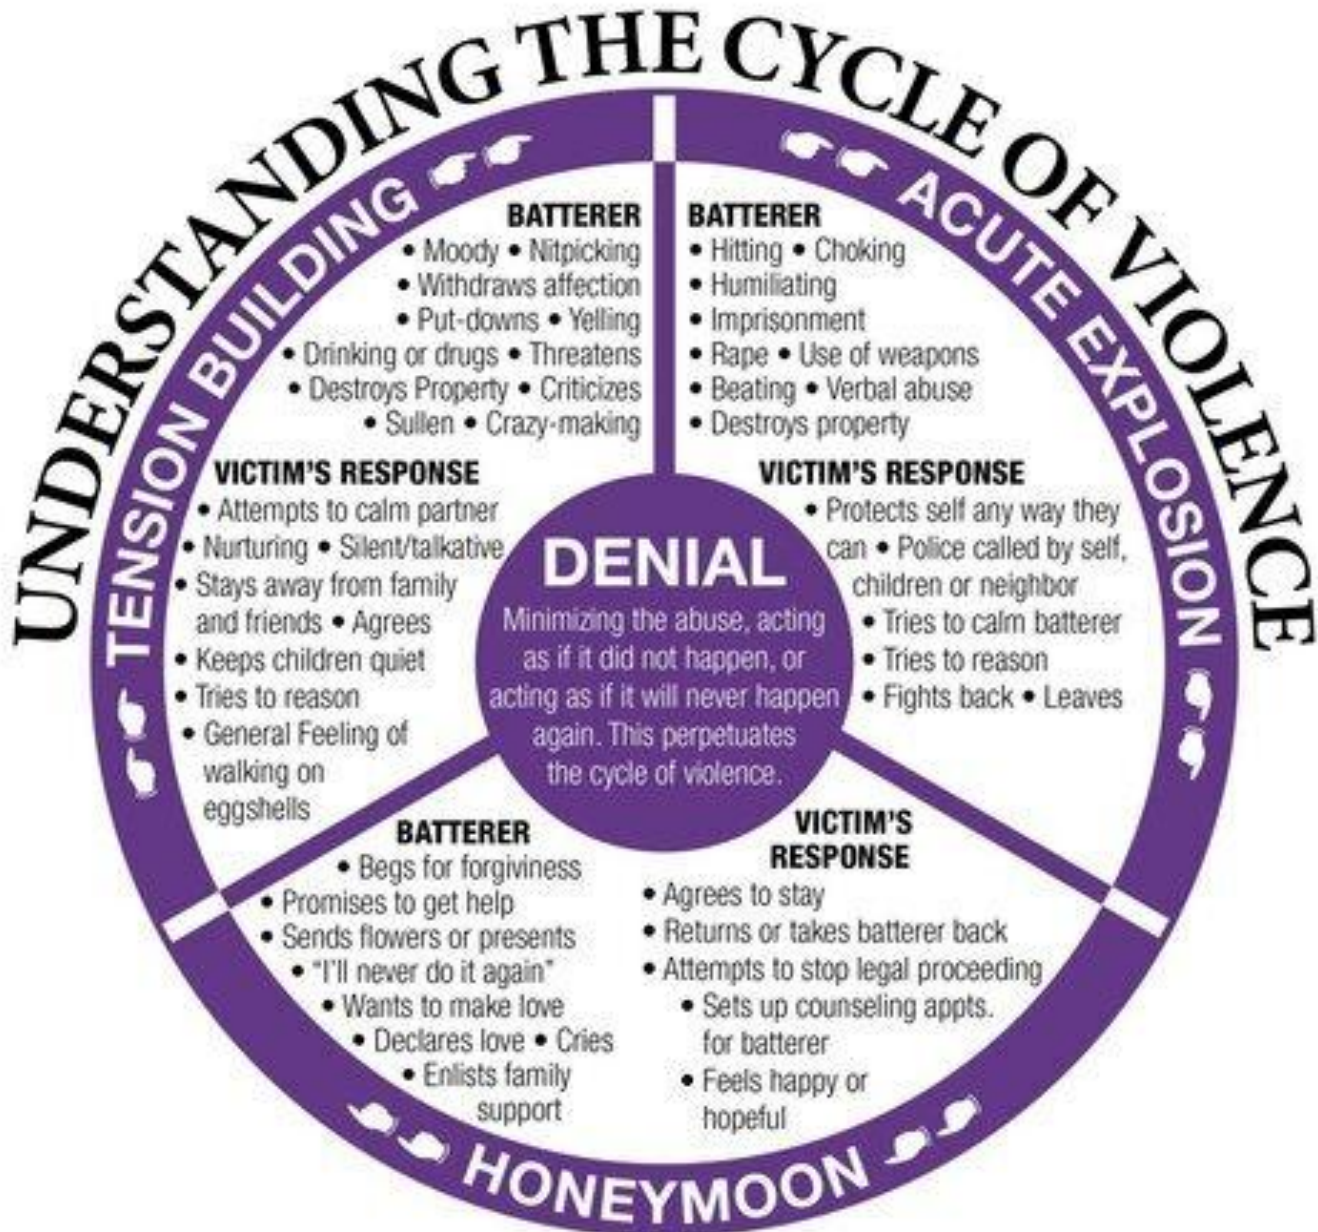 UNDERSTANDING THE CYCLE OF VIOLENCE
TENSION BUILDING
BATTERER
• Moody • Nitpicking
• Withdraws affection
• Put-downs • Yelling
• Drinking or drugs • Threatens
• Destroys Property • Criticizes
• Sullen • Crazy-making
VICTIM'S RESPONSE
• Attempts to calm partner
• Nurturing • Silent/talkative
• Stays away from family
and friends • Agrees
• Keeps children quiet
• Tries to reason
• General Feeling of
walking on
eggshells
ACUTE EXPLOSION
BATTERER
• Hitting • Choking
• Humiliating
• Imprisonment
• Rape • Use of weapons
• Beating • Verbal abuse
• Destroys property
VICTIM'S RESPONSE
• Protects self any way they
can • Police called by self,
children or neighbor
• Tries to calm batterer
• Tries to reason
• Fights back • Leaves
DENIAL
Minimizing the abuse, acting
as if it did not happen, or
acting as if it will never happen
again. This perpetuates
the cycle of violence.
HONEYMOON
BATTERER
• Begs for forgiviness
• Promises to get help
• Sends flowers or presents
• "I'll never do it again"
• Wants to make love
• Declares love • Cries
• Enlists family
support
VICTIM'S
RESPONSE
• Agrees to stay
• Returns or takes batterer back
• Attempts to stop legal proceeding
• Sets up counseling appts.
for batterer
• Feels happy or
hopeful